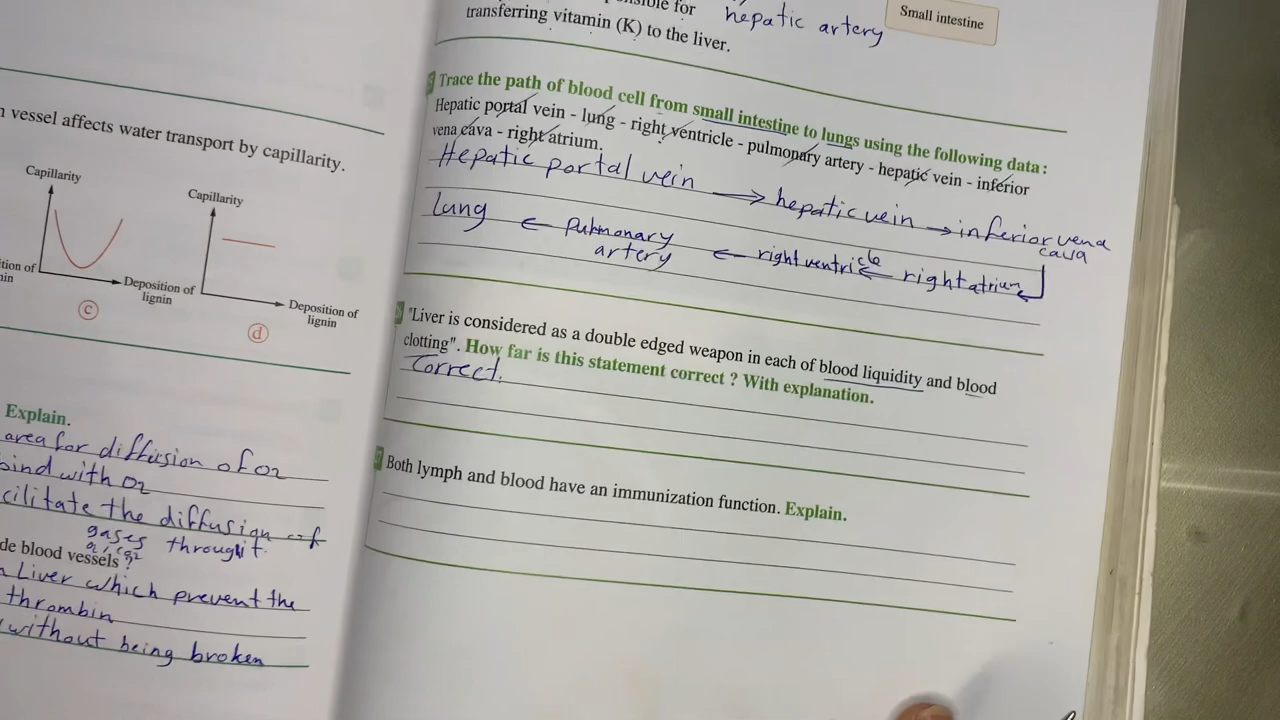 n vessel affects water transport by capillarity.
Capillarity
Capillarity
Deposition of
lignin
Deposition of
lignin
c
d
Explain.
area for diffusion of O2
bind with O2
cilitate the diffusion of
gases through it
de blood vessels ?
Liver which prevent the
thrombin
without being broken
for
hepatic artery
Small intestine
transferring vitamin (K) to the liver.
Trace the path of blood cell from small intestine to lungs using the following data :
Hepatic portal vein - lung - right ventricle - pulmonary artery - hepatic vein - inferior
vena cava - right atrium.
Hepatic portal vein → hepatic vein → inferior vena
cava
Lung ← pulmonary artery ← right ventricle ← right atrium
"Liver is considered as a double edged weapon in each of blood liquidity and blood
clotting". How far is this statement correct ? With explanation.
Correct.
Both lymph and blood have an immunization function. Explain.